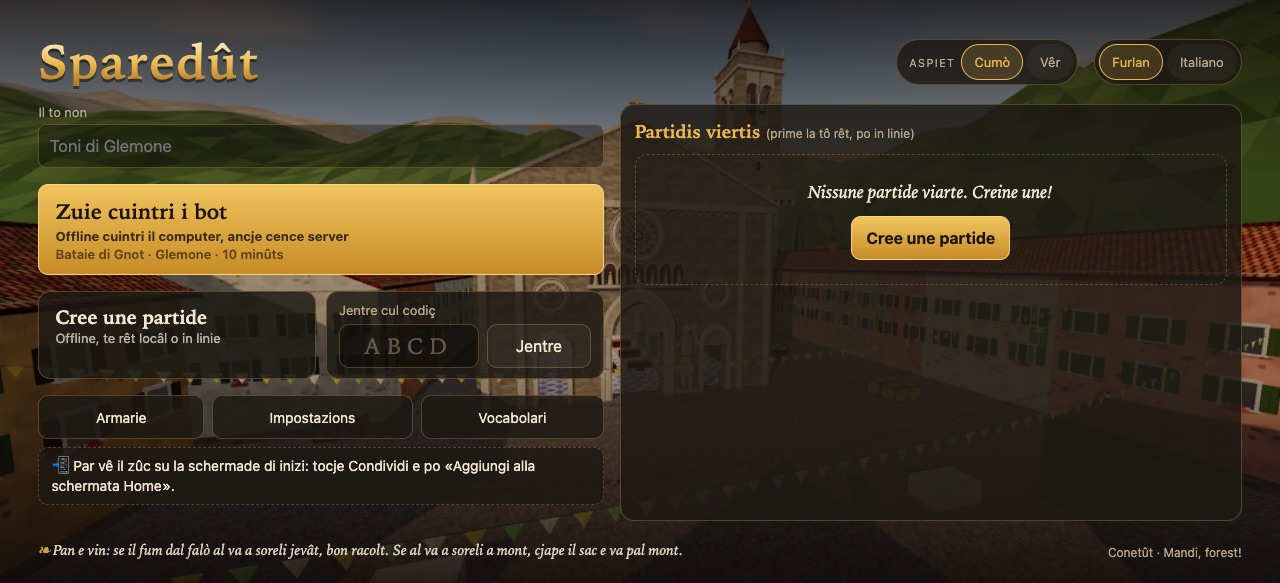 Sparedût
ASPIET Cumò Vêr Furlan Italiano
Il to non
Toni di Glemone
Zuie cuintri i bot
Offline cuintri il computer, ancje cence server
Bataie di Gnot · Glemone · 10 minûts
Cree une partide
Offline, te rêt locâl o in linie
Jentre cul codiç
ABCD
Jentre
Armarie
Impostazions
Vocabolari
📲 Par vê il zûc su la schermade di inizi: tocje Condividi e po «Aggiungi alla
schermata Home».
Partidis viertis (prime la tô rêt, po in linie)
Nissune partide viarte. Creine une!
Cree une partide
❧ Pan e vin: se il fum dal falò al va a soreli jevât, bon racolt. Se al va a soreli a mont, cjape il sac e va pal mont.
Conetût · Mandi, forest!